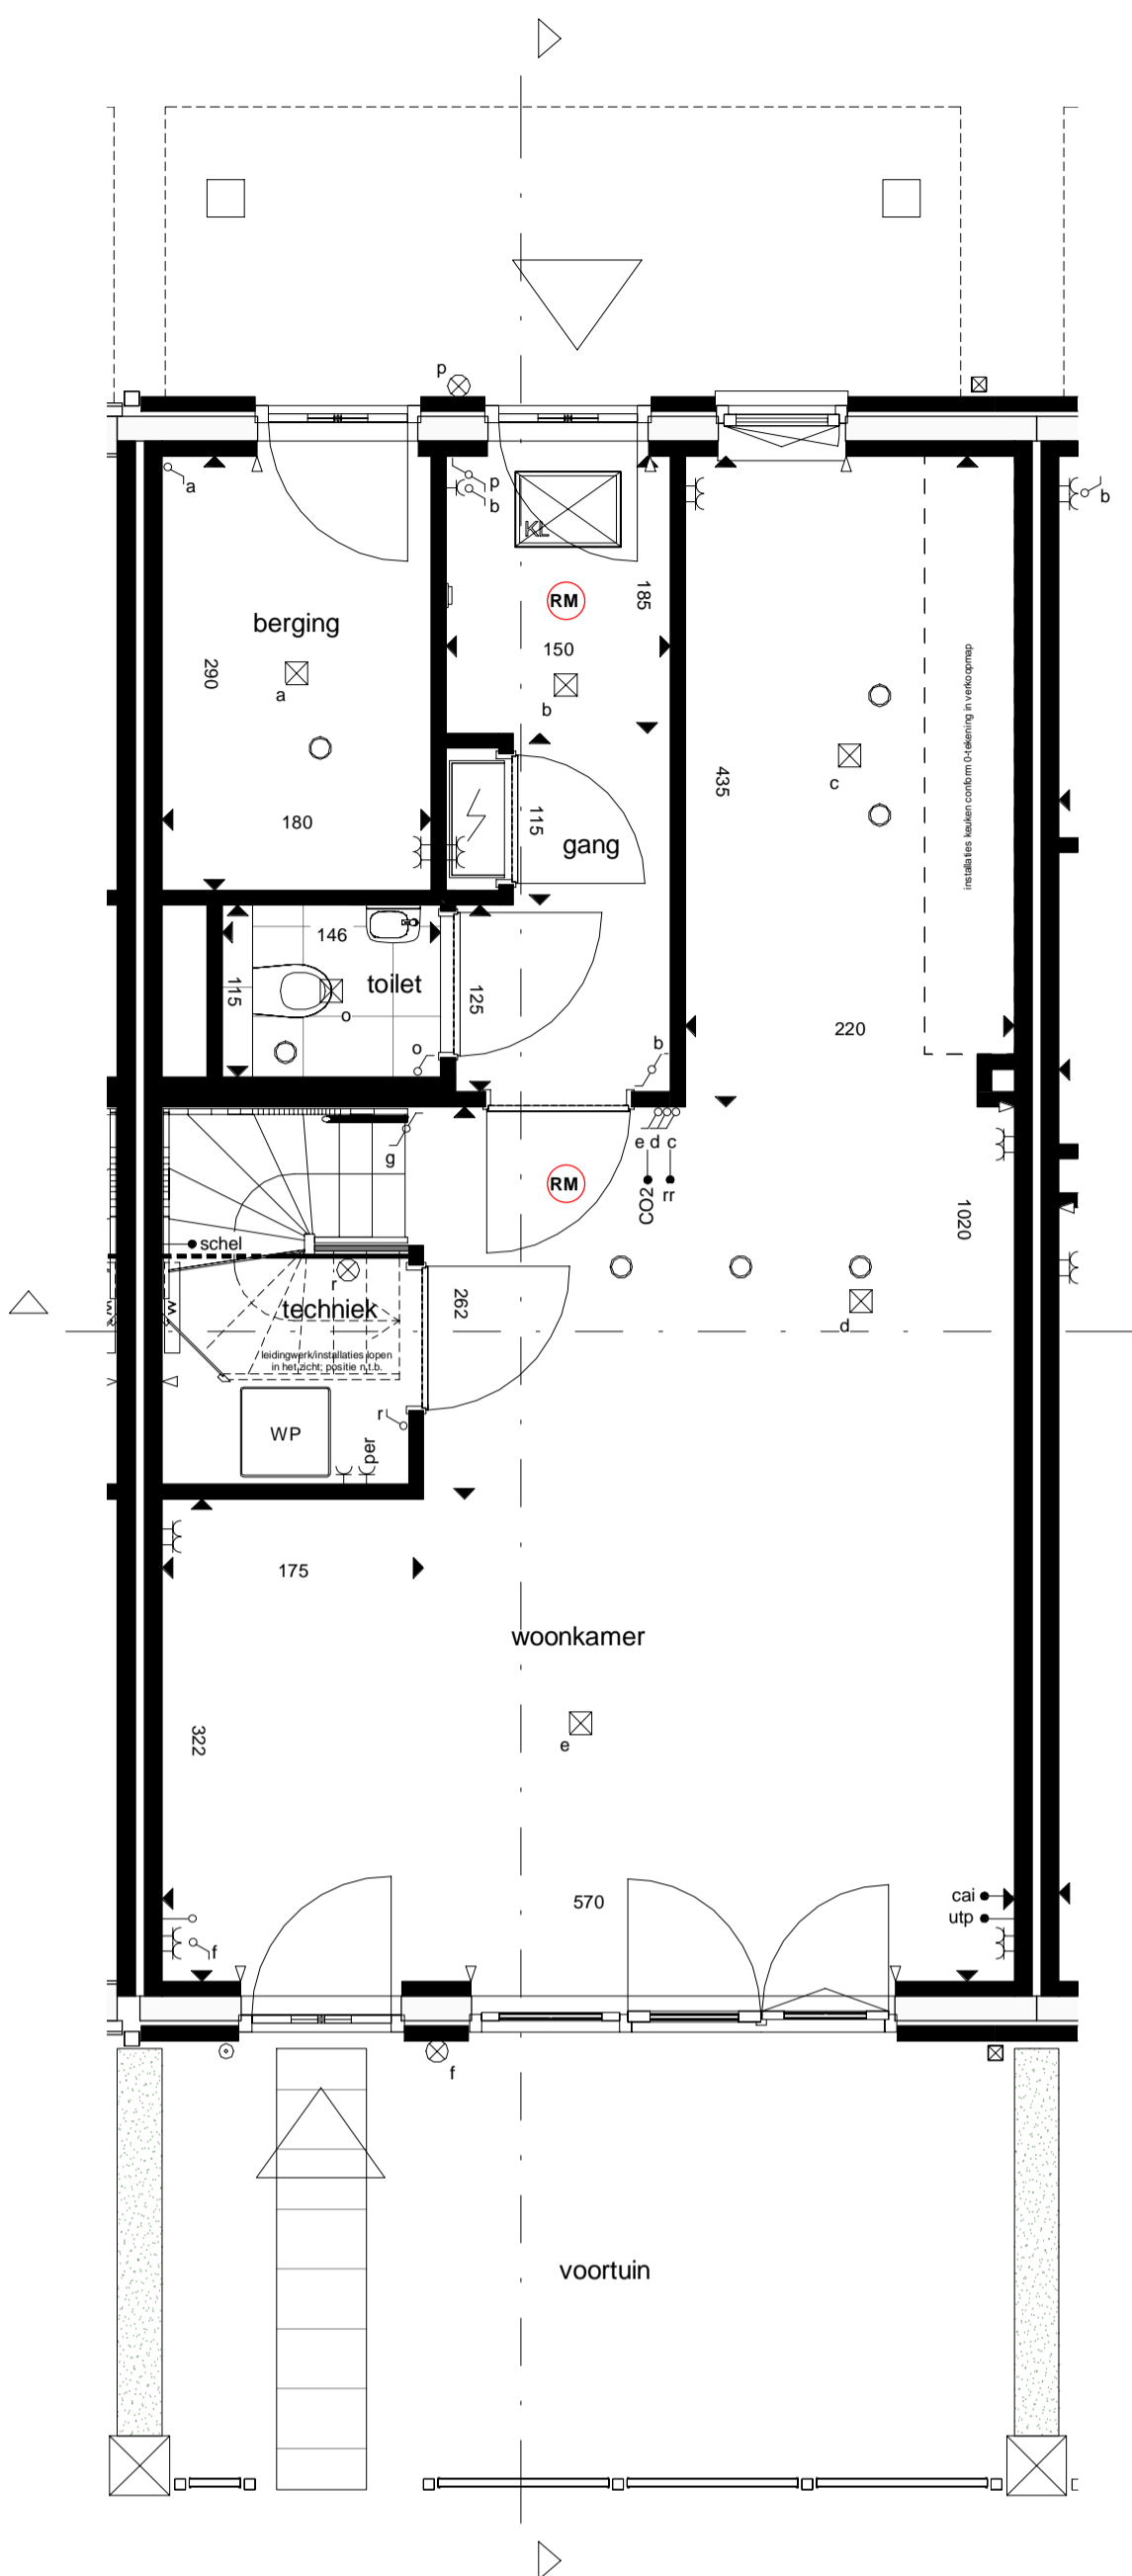 p
a
p
b
b
KL
RM
185
berging
150
290
a
b
installaties keuken conform 0-tekening in verkoopmap
435
c
180
115
gang
146
toilet
115
125
o
220
o
b
e d c
g
RM
CO2
rr
1020
schel
r
techniek
262
d
leidingwerk/installaties lopen
in het zicht; positie n.t.b.
r
WP
ped
175
woonkamer
322
e
cai
570
utp
f
f
voortuin